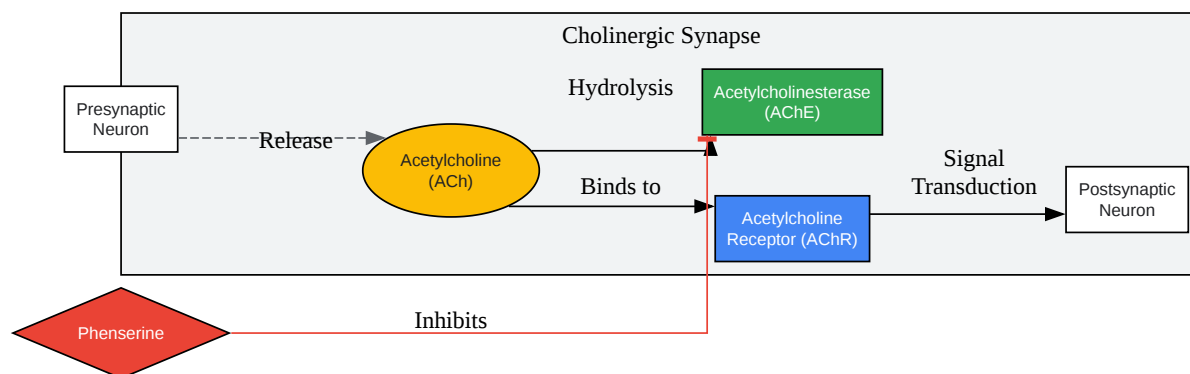 Cholinergic Synapse
Presynaptic
Neuron
Release
Acetylcholine
(ACh)
Hydrolysis
Acetylcholinesterase
(AChE)
Binds to
Acetylcholine
Receptor (AChR)
Signal
Transduction
Postsynaptic
Neuron
Phenserine
Inhibits